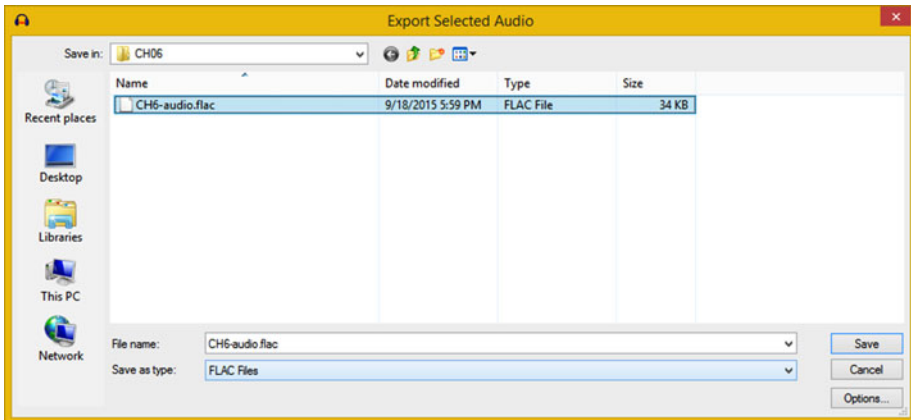 Export Selected Audio
Save in: CH06
Name Date modified Type Size
CH6-audio.flac 9/18/2015 5:59 PM FLAC File 34 KB
Recent places
Desktop
Libraries
This PC
Network
File name: CH6-audio.flac Save
Save as type: FLAC Files Cancel
Options...